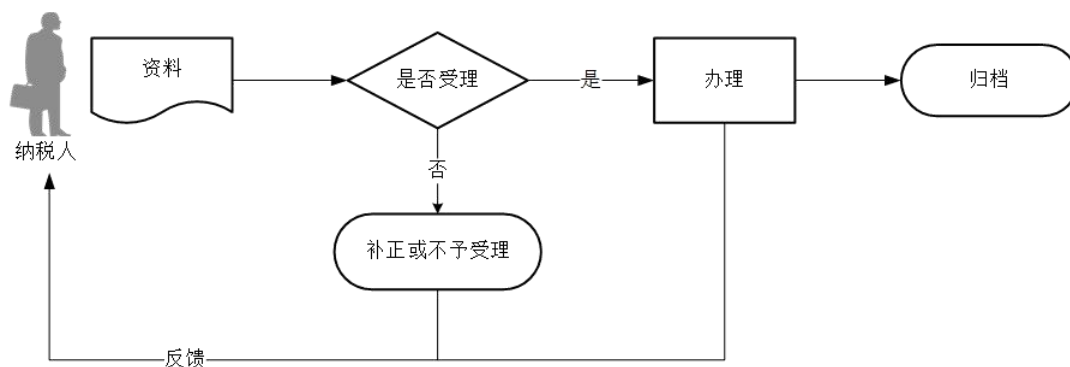 资料
是否受理
是
办理
归档
纳税人
否
补正或不予受理
反馈